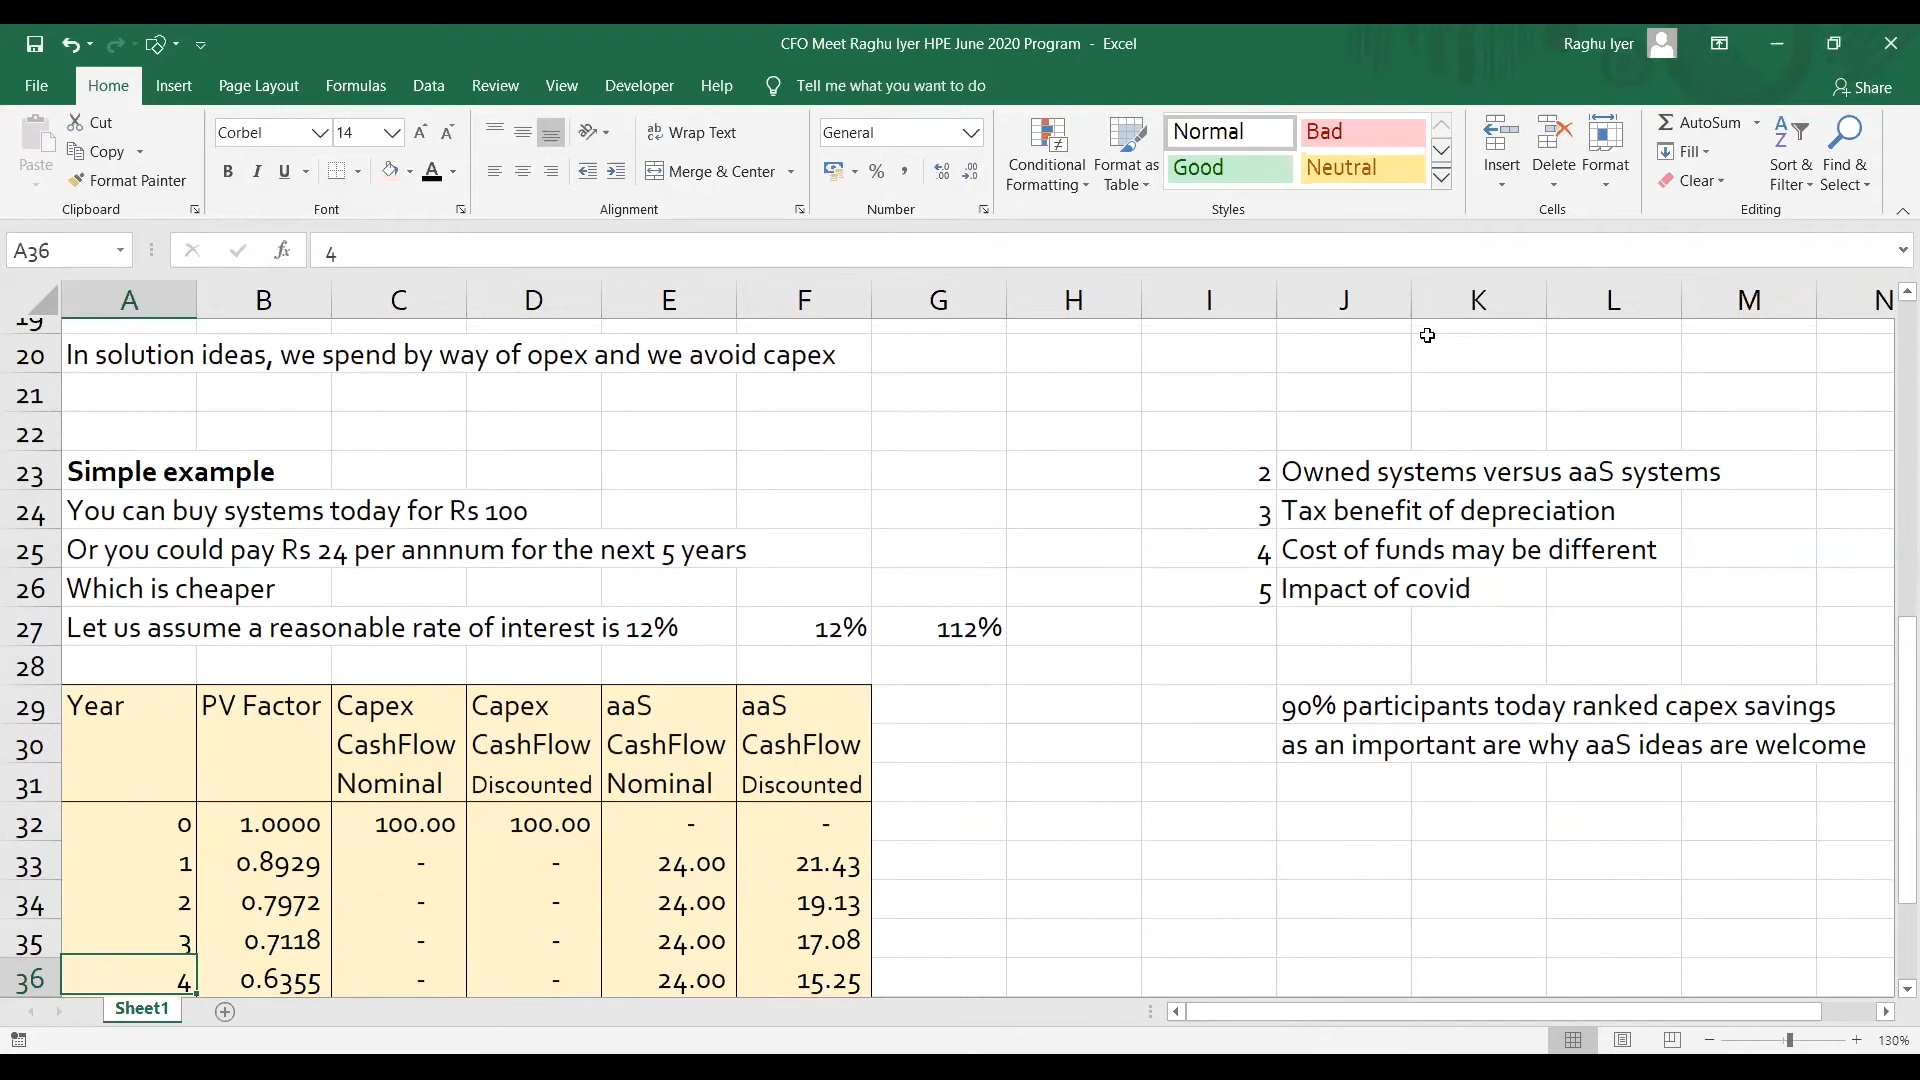 CFO Meet Raghu Iyer HPE June 2020 Program - Excel
Raghu Iyer
File Home Insert Page Layout Formulas Data Review View Developer Help Tell me what you want to do
Share
Paste
Cut
Copy
Format Painter
Clipboard
Corbel 14
B I U
Font
Wrap Text
Merge & Center
Alignment
General
Number
Conditional Formatting
Format as Table
Normal Bad
Good Neutral
Styles
Insert Delete Format
Cells
AutoSum
Fill
Clear
Sort & Filter
Find & Select
Editing
A36 fx 4
A B C D E F G H I J K L M N
19
20 In solution ideas, we spend by way of opex and we avoid capex
21
22
23 Simple example 2 Owned systems versus aaS systems
24 You can buy systems today for Rs 100 3 Tax benefit of depreciation
25 Or you could pay Rs 24 per annnum for the next 5 years 4 Cost of funds may be different
26 Which is cheaper 5 Impact of covid
27 Let us assume a reasonable rate of interest is 12% 12% 112%
28
29 Year PV Factor Capex Capex aaS aaS 90% participants today ranked capex savings
30 CashFlow CashFlow CashFlow CashFlow as an important are why aaS ideas are welcome
31 Nominal Discounted Nominal Discounted
32 0 1.0000 100.00 100.00 - -
33 1 0.8929 - - 24.00 21.43
34 2 0.7972 - - 24.00 19.13
35 3 0.7118 - - 24.00 17.08
36 4 0.6355 - - 24.00 15.25
Sheet1
130%